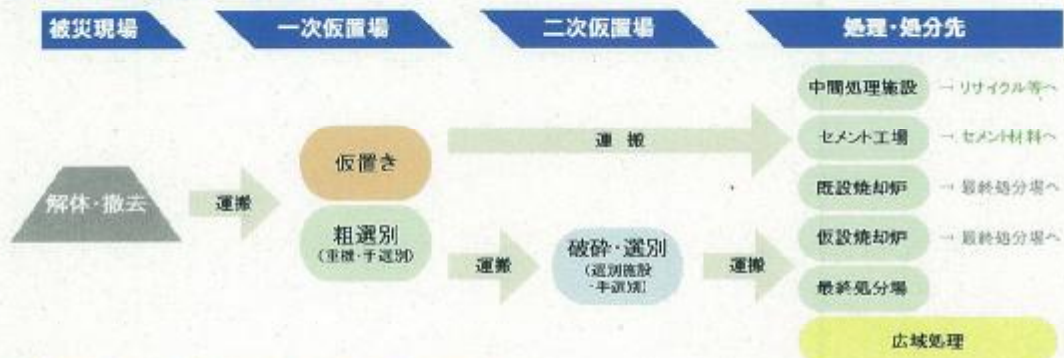 被災現場
一次仮置場
二次仮置場
処理・処分先
解体・撤去
運搬
仮置き
粗選別
(重機・手選別)
運搬
運搬
破砕・選別
(選別施設
・手選別)
運搬
中間処理施設
→ リサイクル等へ
セメント工場
→ セメント材料へ
既設焼却炉
→ 最終処分場へ
仮設焼却炉
→ 最終処分場へ
最終処分場
広域処理